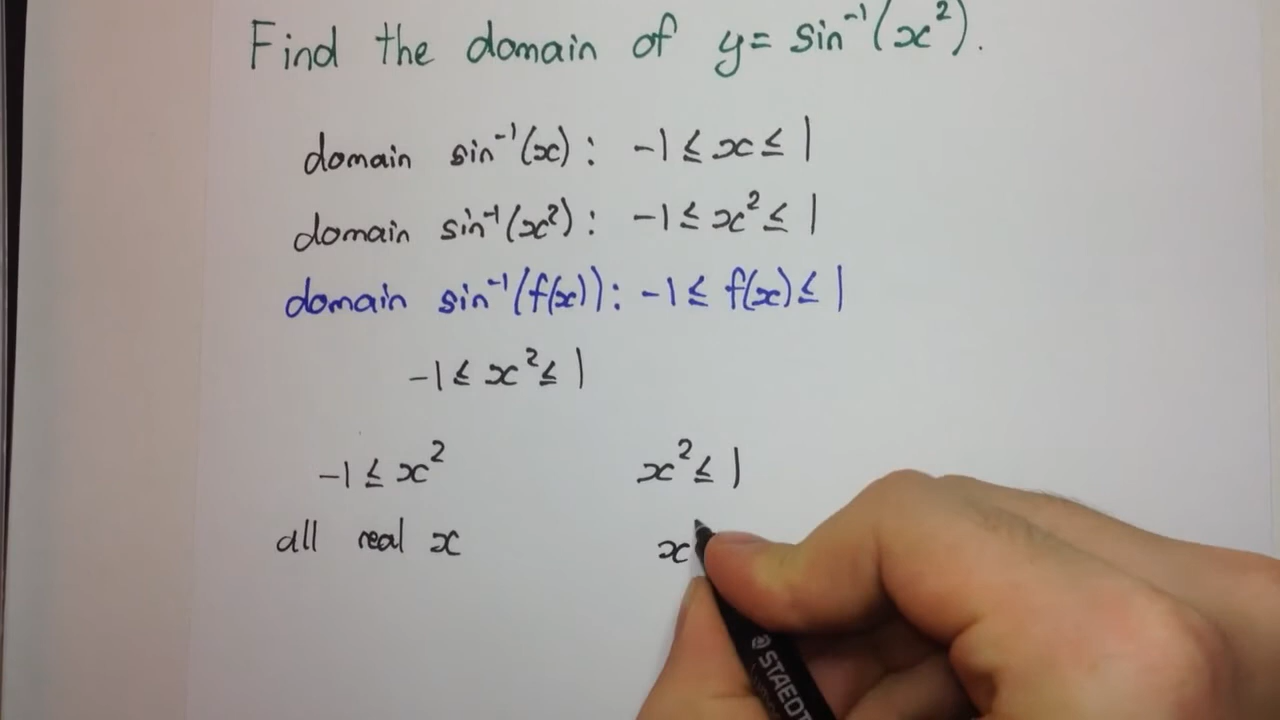 Find the domain of y = sin⁻¹(x²).
domain sin⁻¹(x) : -1 ≤ x ≤ 1
domain sin⁻¹(x²) : -1 ≤ x² ≤ 1
domain sin⁻¹(f(x)) : -1 ≤ f(x) ≤ 1
-1 ≤ x² ≤ 1
-1 ≤ x² x² ≤ 1
all real x x